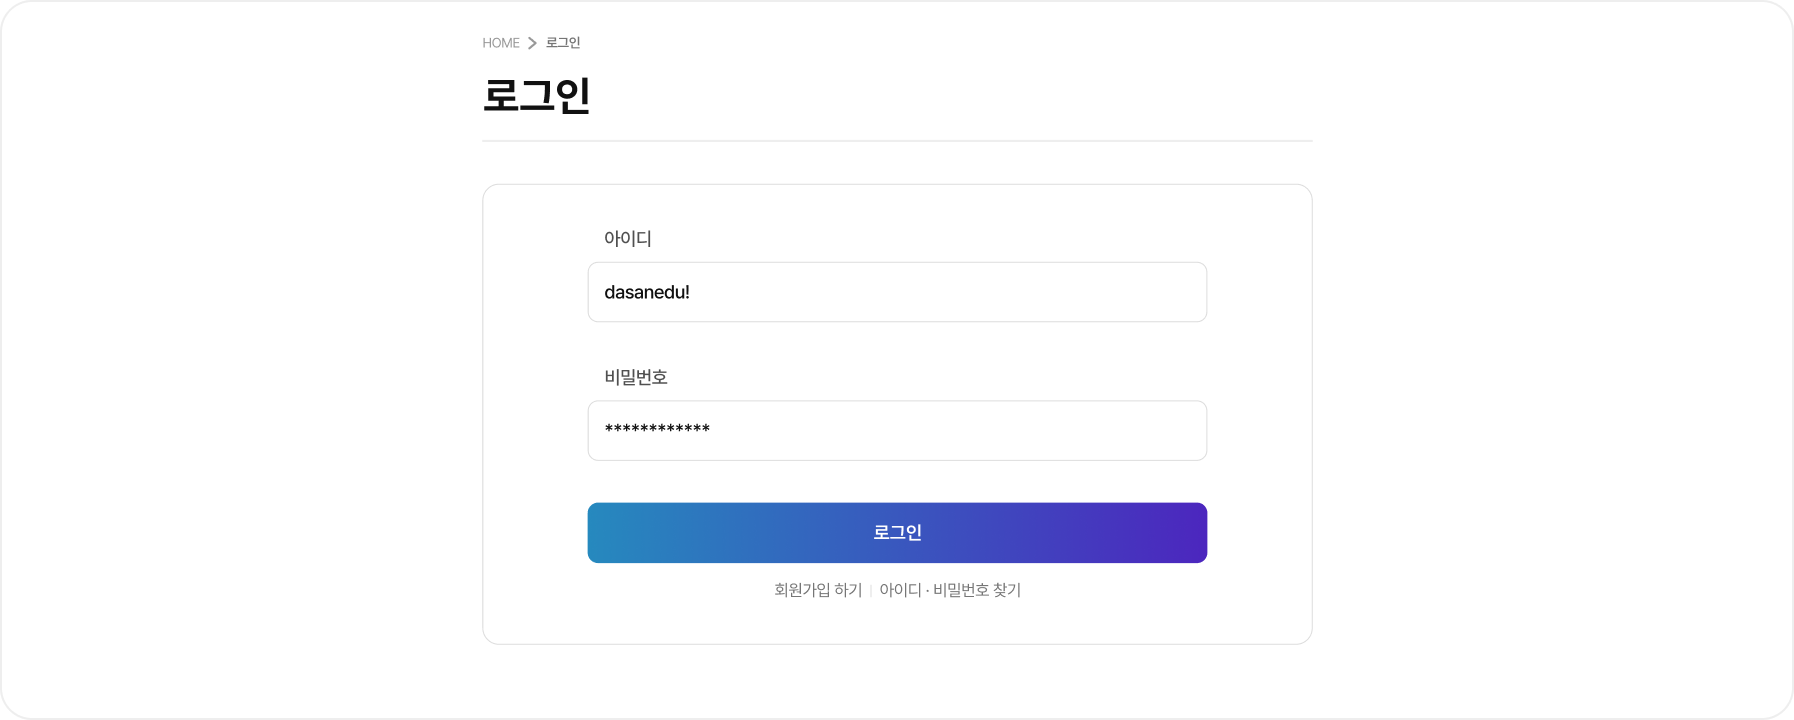 HOME > 로그인
로그인
아이디
dasanedu!
비밀번호
************
로그인
회원가입 하기 | 아이디 · 비밀번호 찾기